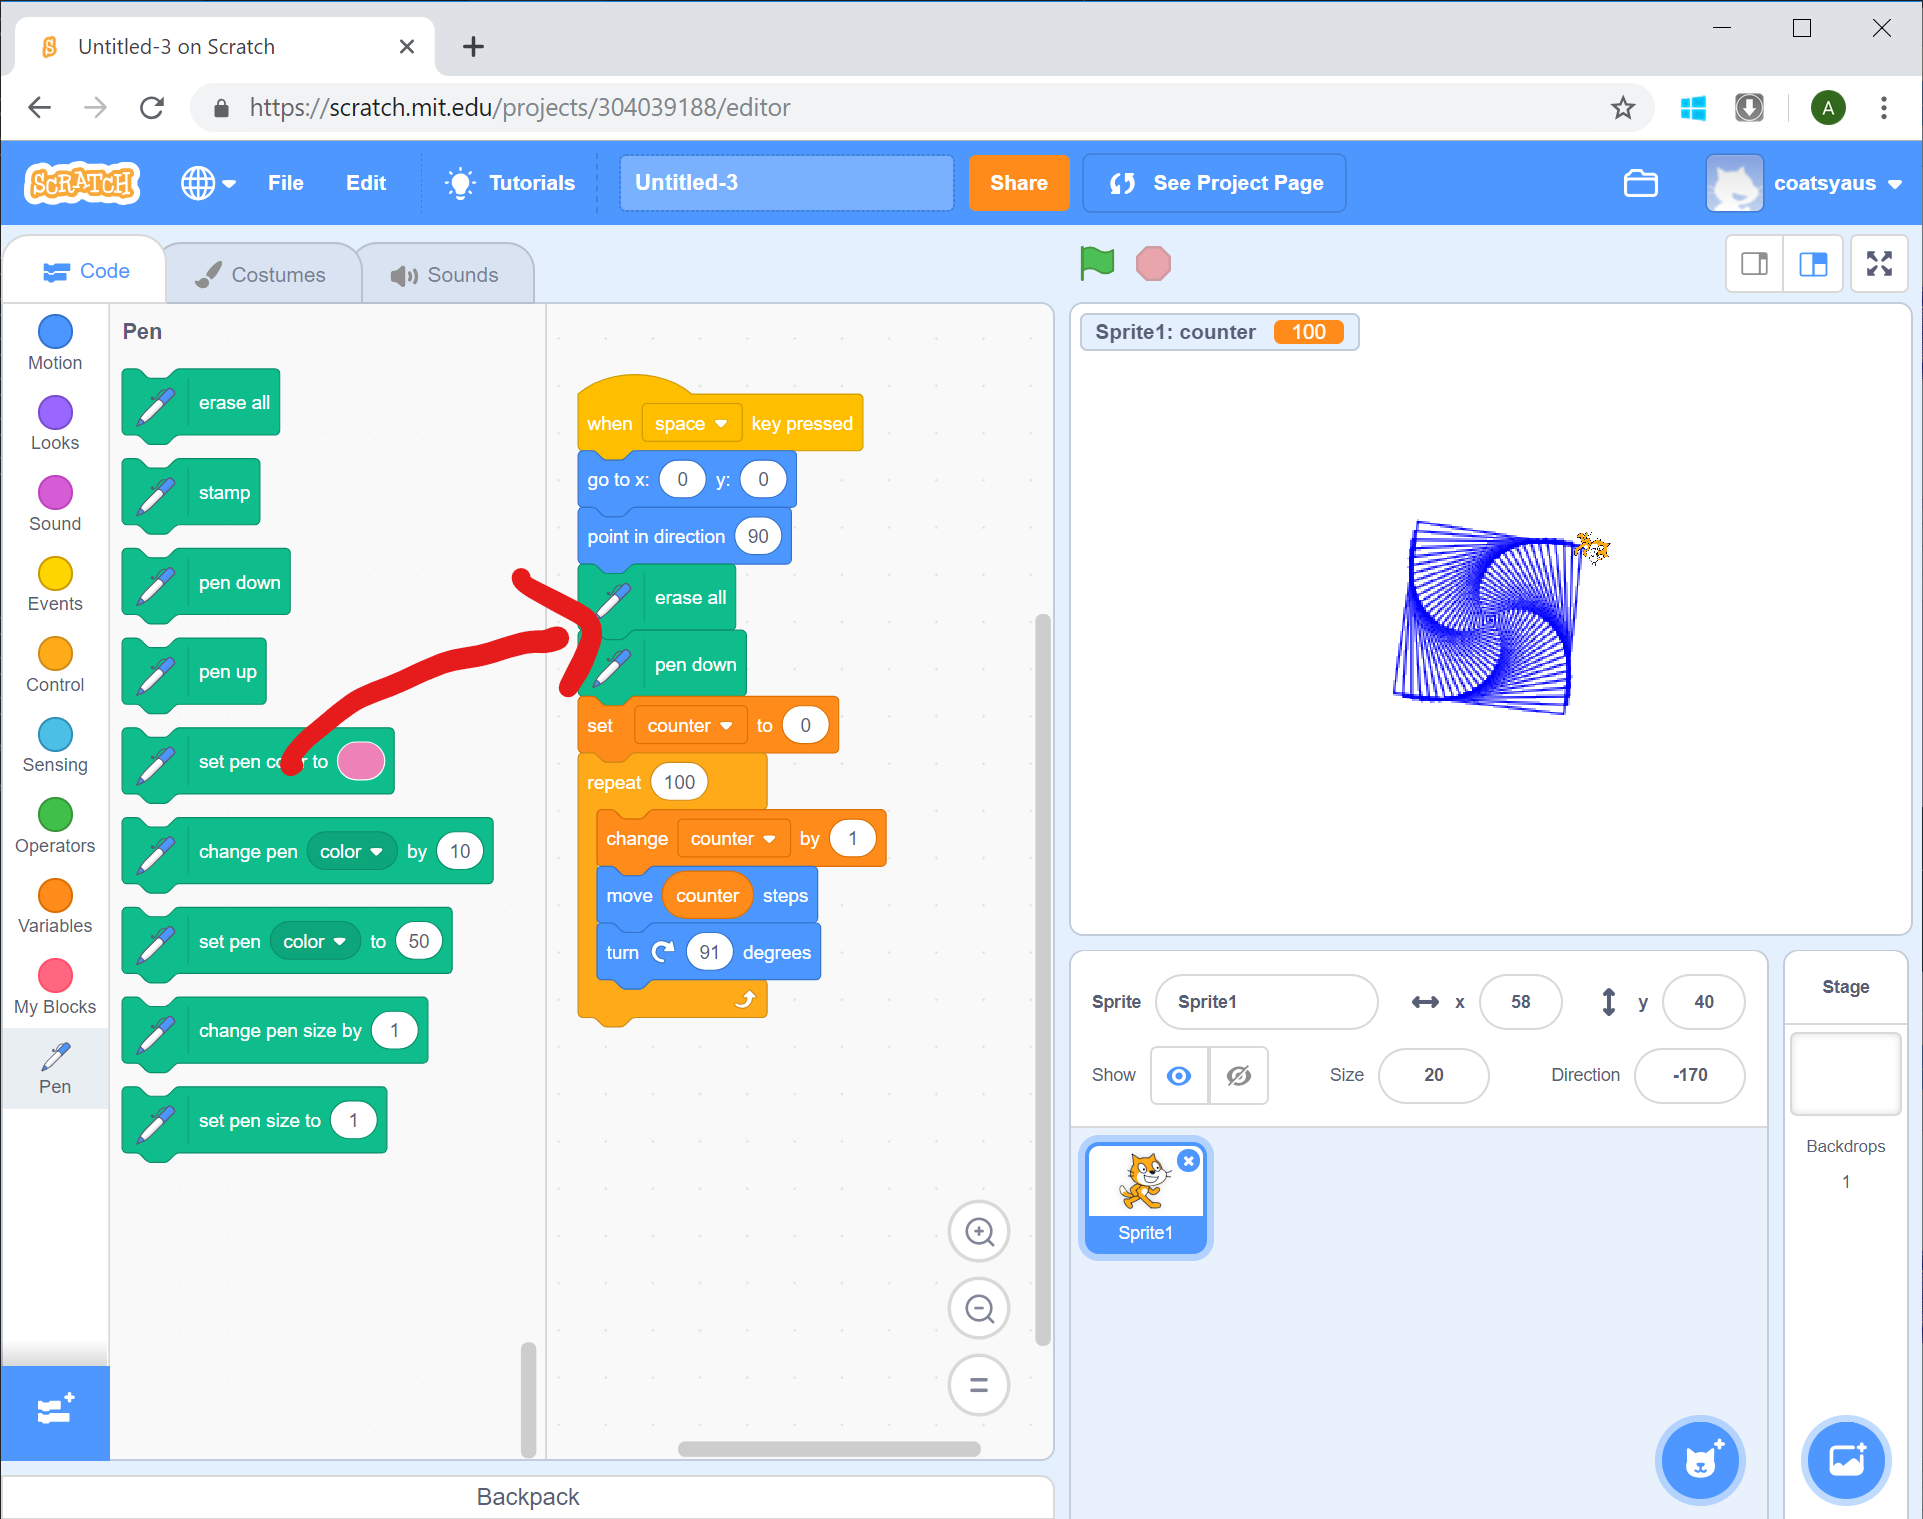 Untitled-3 on Scratch
https://scratch.mit.edu/projects/304039188/editor
A
SCRATCH
File
Edit
Tutorials
Untitled-3
Share
See Project Page
coatsyaus
Code
Costumes
Sounds
Motion
Looks
Sound
Events
Control
Sensing
Operators
Variables
My Blocks
Pen
Pen
erase all
stamp
pen down
pen up
set pen to
change pen color by 10
set pen color to 50
change pen size by 1
set pen size to 1
when space key pressed
go to x: 0 y: 0
point in direction 90
erase all
pen down
set counter to 0
repeat 100
change counter by 1
move counter steps
turn 91 degrees
Backpack
Sprite1: counter 100
Sprite Sprite1 x 58 y 40
Show Size 20 Direction -170
Sprite1
Stage
Backdrops
1